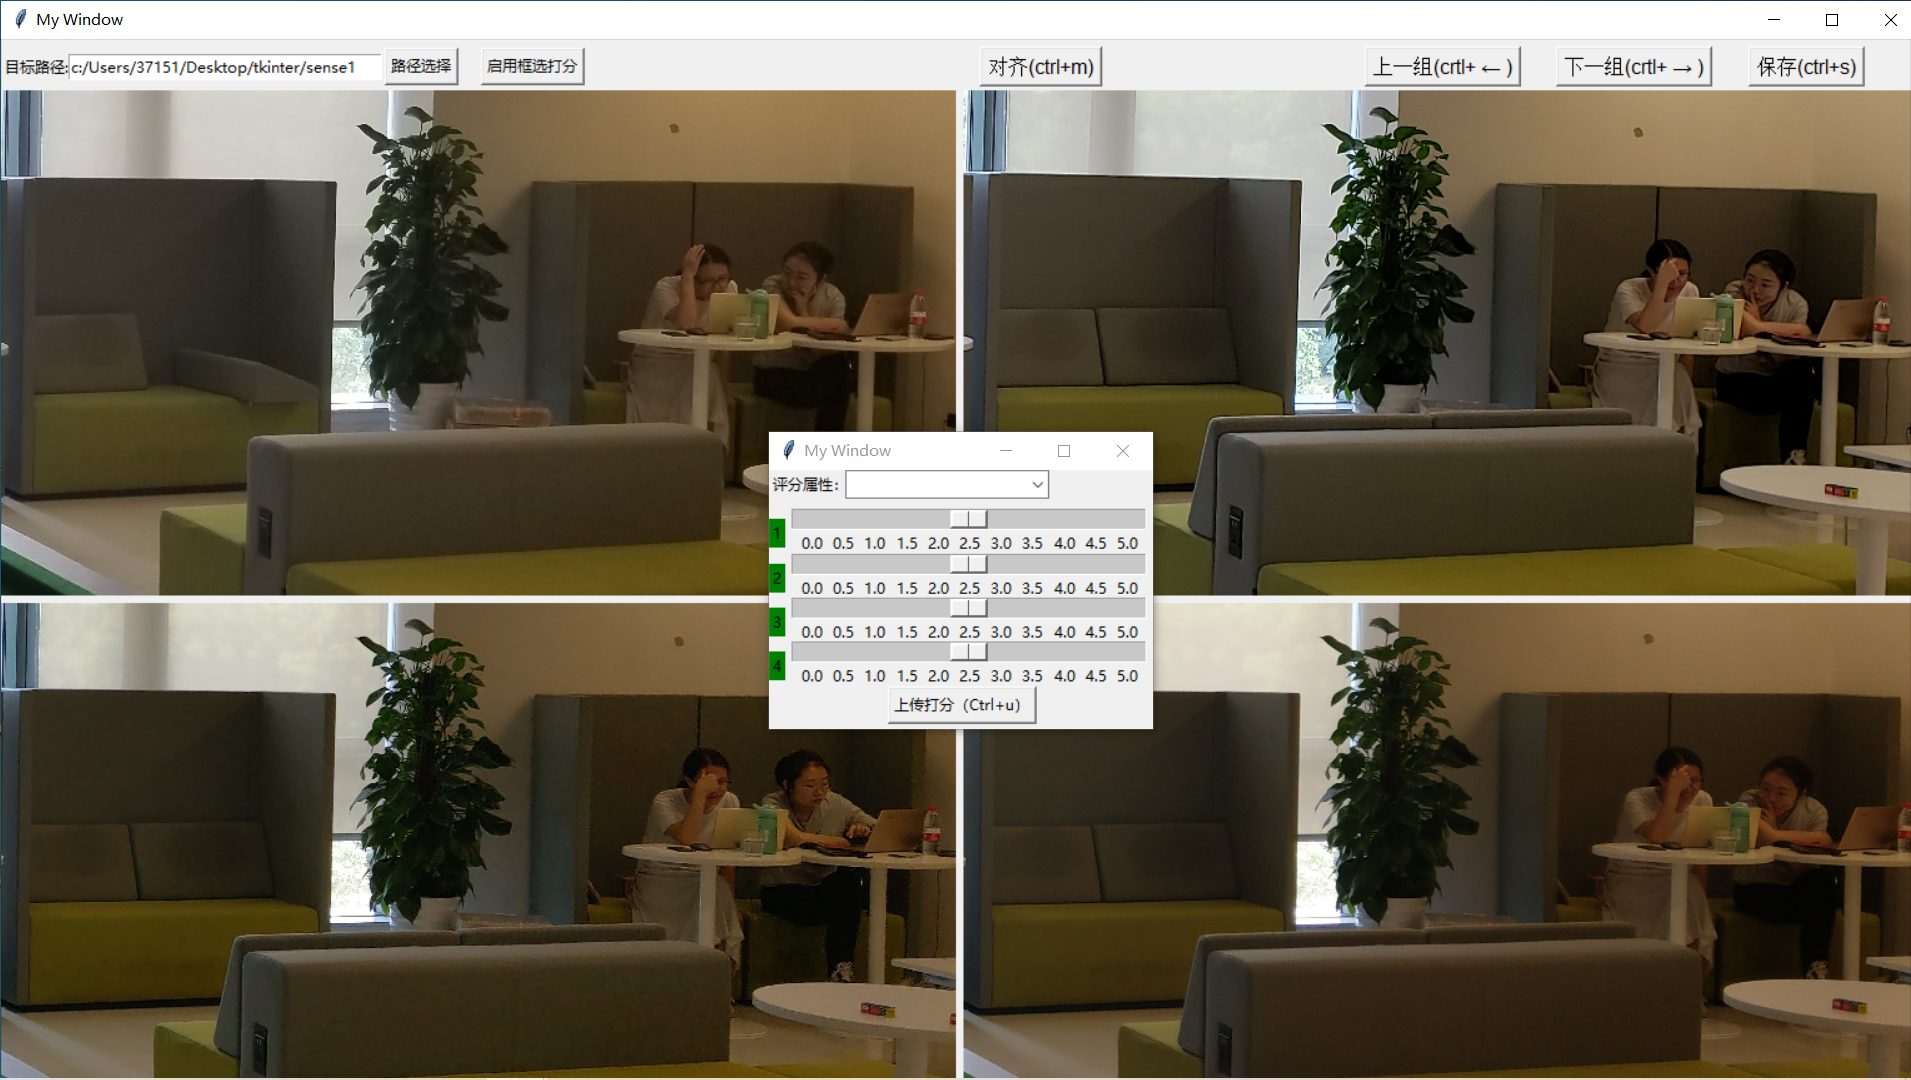 My Window
目标路径: c:/Users/37151/Desktop/tkinter/sense1 路径选择 启用框选打分 对齐(ctrl+m) 上一组(crtl+ ← ) 下一组(crtl+ → ) 保存(ctrl+s)
My Window
评分属性:
1
0.0 0.5 1.0 1.5 2.0 2.5 3.0 3.5 4.0 4.5 5.0
2
0.0 0.5 1.0 1.5 2.0 2.5 3.0 3.5 4.0 4.5 5.0
3
0.0 0.5 1.0 1.5 2.0 2.5 3.0 3.5 4.0 4.5 5.0
4
0.0 0.5 1.0 1.5 2.0 2.5 3.0 3.5 4.0 4.5 5.0
上传打分（Ctrl+u）